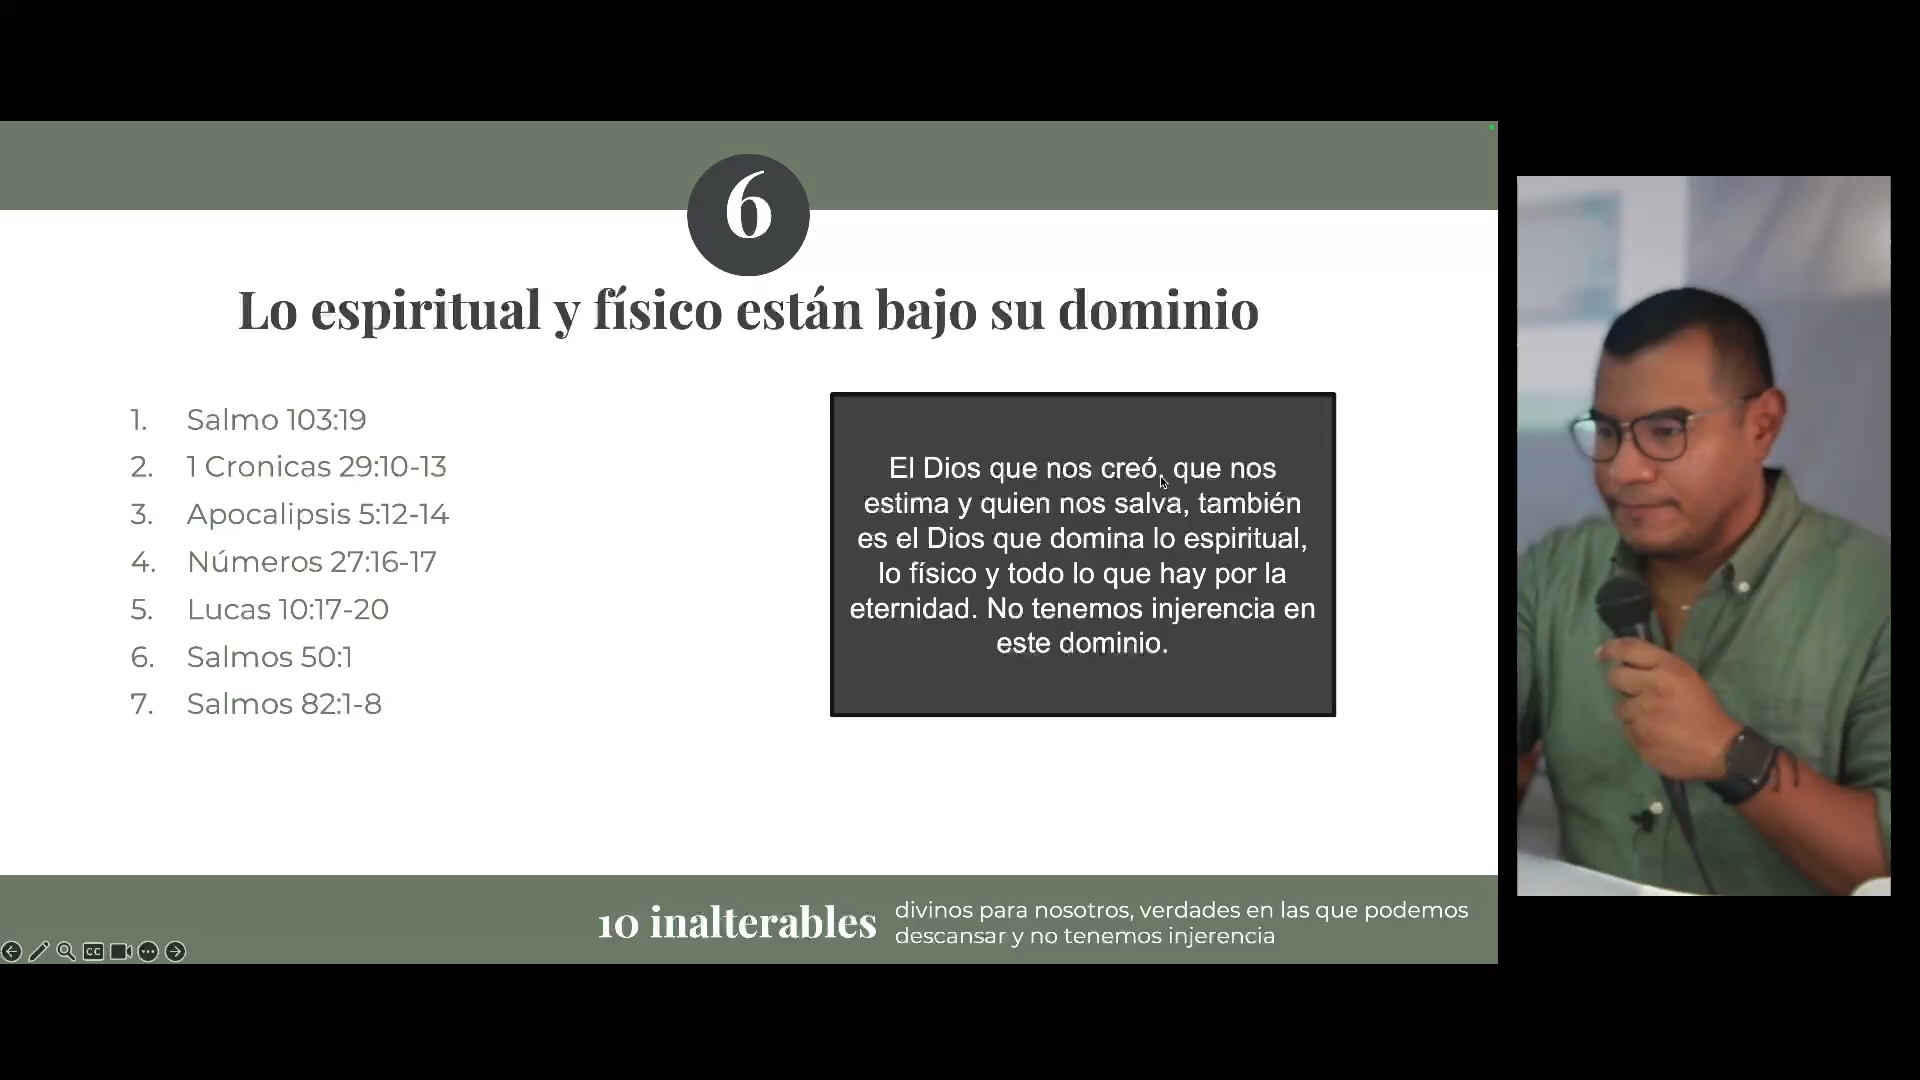 6
Lo espiritual y físico están bajo su dominio
1. Salmo 103:19
2. 1 Cronicas 29:10-13
3. Apocalipsis 5:12-14
4. Números 27:16-17
5. Lucas 10:17-20
6. Salmos 50:1
7. Salmos 82:1-8
El Dios que nos creó, que nos
estima y quien nos salva, también
es el Dios que domina lo espiritual,
lo físico y todo lo que hay por la
eternidad. No tenemos injerencia en
este dominio.
10 inalterables
divinos para nosotros, verdades en las que podemos
descansar y no tenemos injerencia
CC